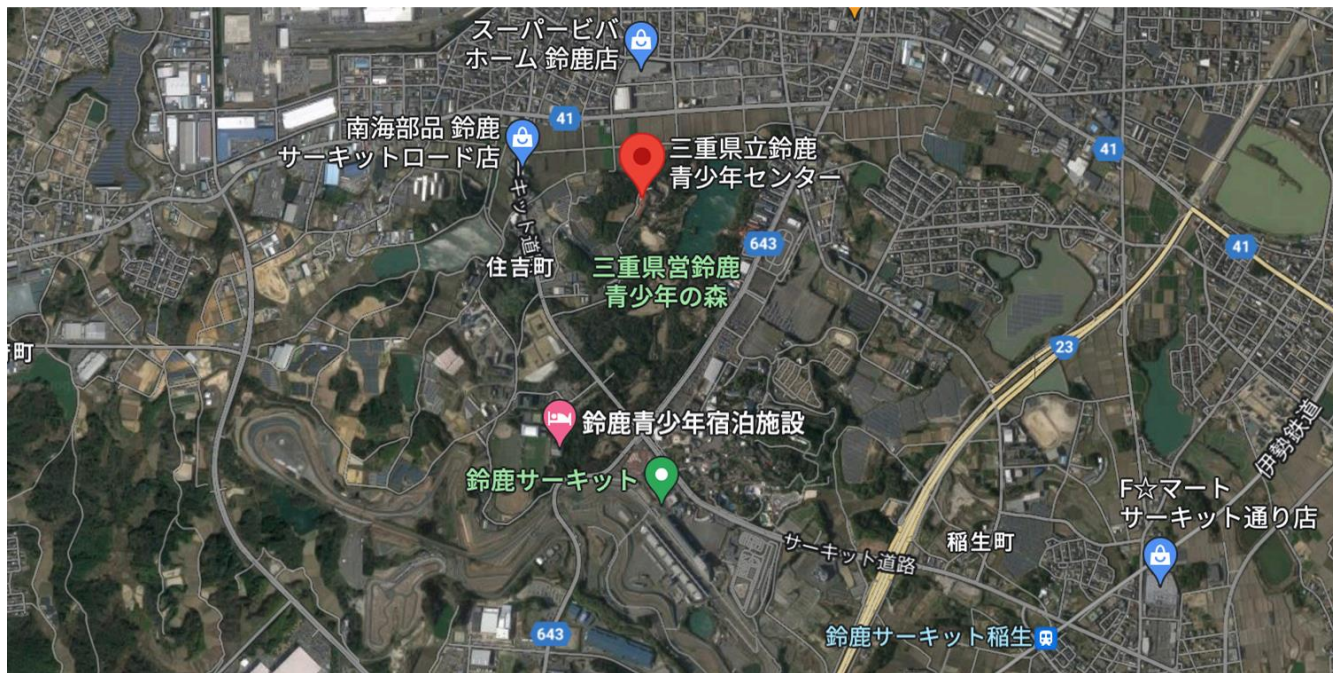 スーパービバ
ホーム 鈴鹿店
41
南海部品 鈴鹿
サーキットロード店
三重県立鈴鹿
青少年センター
41
ーキット道
643
41
住吉町
三重県営鈴鹿
青少年の森
23
町
鈴鹿青少年宿泊施設
伊勢鉄道
鈴鹿サーキット
F☆マート
サーキット通り店
サーキット道路
稲生町
643
鈴鹿サーキット稲生